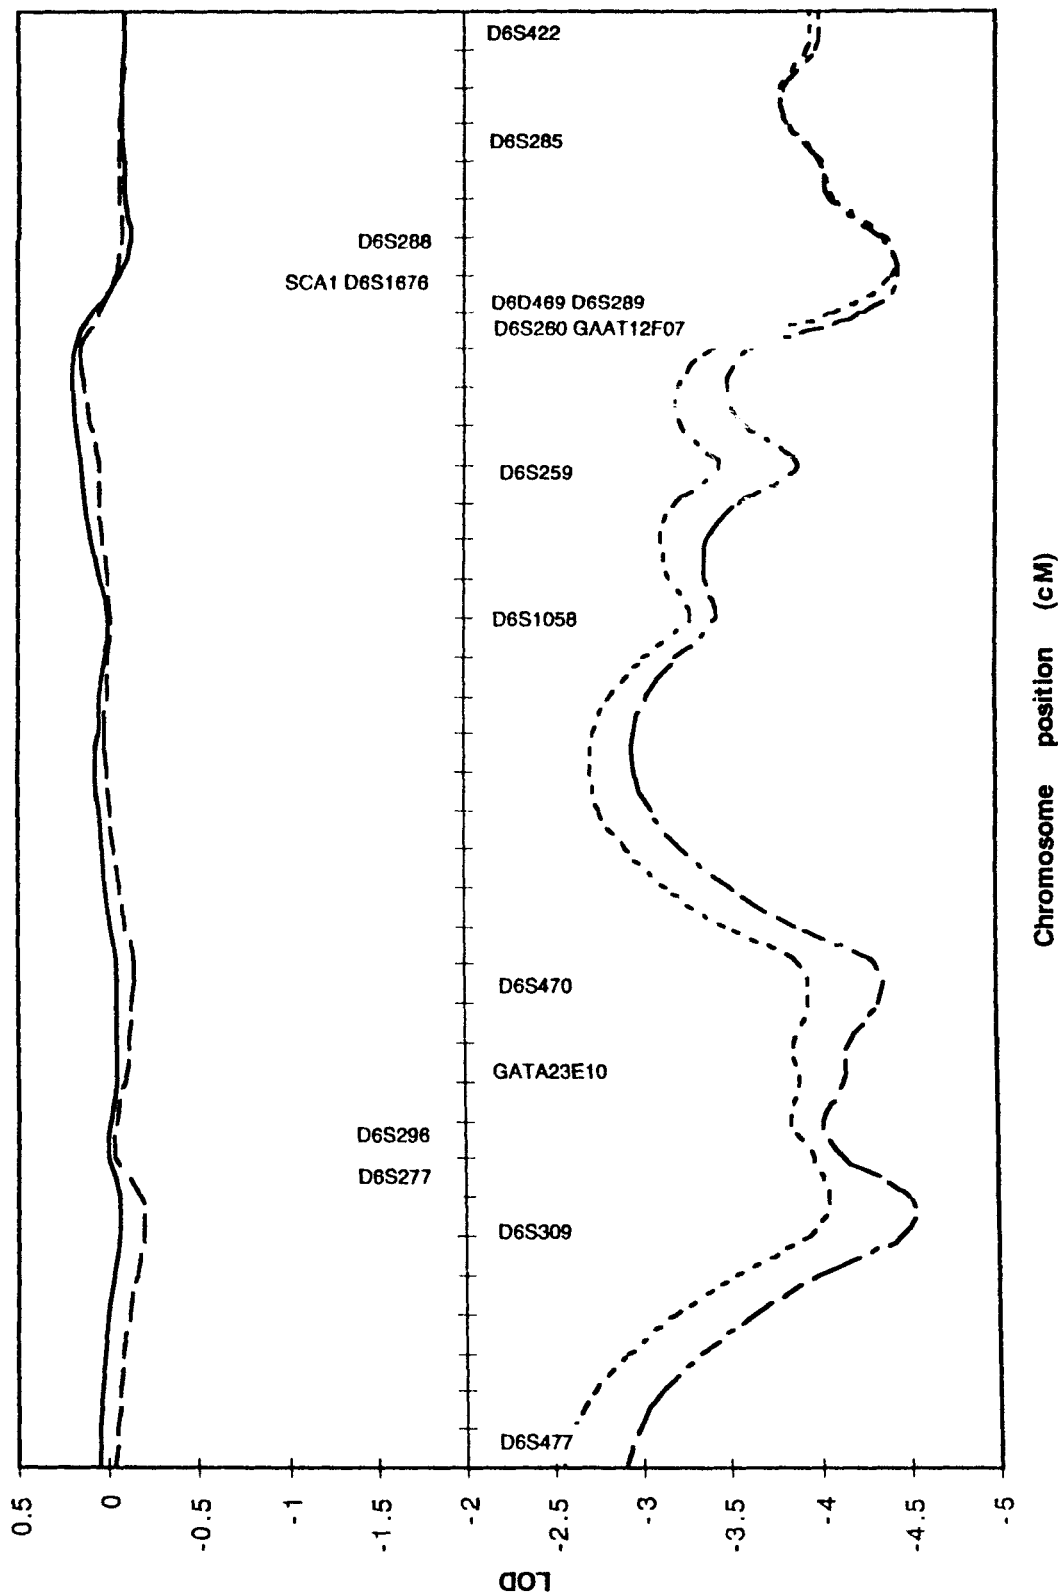 0.5
0
-0.5
-1
-1.5
-2
-2.5
-3
-3.5
-4
-4.5
-5
LOD
D6S422
D6S285
D6S288
SCA1 D6S1676
D6D469 D6S289
D6S260 GAAT12F07
D6S259
D6S1058
D6S470
GATA23E10
D6S296
D6S277
D6S309
D6S477
Chromosome position (cM)